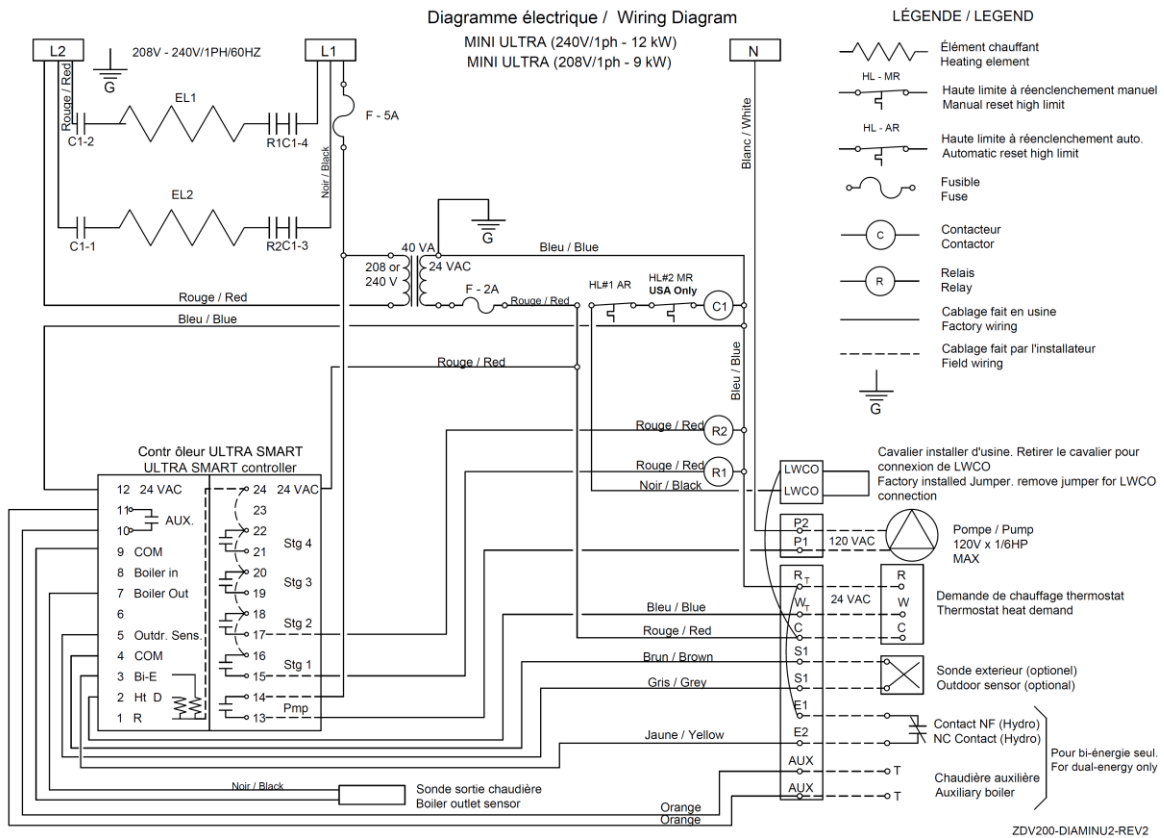 Diagramme électrique / Wiring Diagram
MINI ULTRA (240V/1ph - 12 kW)
MINI ULTRA (208V/1ph - 9 kW)
L2
208V - 240V/1PH/60HZ
L1
N
G
Rouge / Red
EL1
C1-2
R1C1-4
F - 5A
Noir / Black
Blanc / White
EL2
C1-1
R2C1-3
G
40 VA
208 or
240 V
24 VAC
Bleu / Blue
F - 2A
Rouge / Red
HL#1 AR
HL#2 MR
USA Only
C1
Rouge / Red
Bleu / Blue
Rouge / Red
Bleu / Blue
Rouge / Red
R2
Rouge / Red
R1
Noir / Black
Contr ôleur ULTRA SMART
ULTRA SMART controller
12 24 VAC
11
10
AUX.
9 COM
8 Boiler in
7 Boiler Out
6
5 Outdr. Sens.
4 COM
3 Bi-E
2 Ht D
1 R
24 24 VAC
23
22
21
Stg 4
20
19
Stg 3
18
17
Stg 2
16
15
Stg 1
14
13
Pmp
Bleu / Blue
Rouge / Red
Brun / Brown
Gris / Grey
Jaune / Yellow
Noir / Black
Sonde sortie chaudière
Boiler outlet sensor
Orange
Orange
LWCO
LWCO
Cavalier installer d'usine. Retirer le cavalier pour
connexion de LWCO
Factory installed Jumper. remove jumper for LWCO
connection
P2
P1
120 VAC
Pompe / Pump
120V x 1/6HP
MAX
RT
WT
C
24 VAC
R
W
C
Demande de chauffage thermostat
Thermostat heat demand
S1
S1
Sonde exterieur (optionel)
Outdoor sensor (optional)
E1
E2
Contact NF (Hydro)
NC Contact (Hydro)
AUX
AUX
T
T
Chaudière auxilière
Auxiliary boiler
Pour bi-énergie seul.
For dual-energy only
LÉGENDE / LEGEND
Élément chauffant
Heating element
HL - MR
Haute limite à réenclenchement manuel
Manual reset high limit
HL - AR
Haute limite à réenclenchement auto.
Automatic reset high limit
Fusible
Fuse
C
Contacteur
Contactor
R
Relais
Relay
Cablage fait en usine
Factory wiring
Cablage fait par l'installateur
Field wiring
G
ZDV200-DIAMINU2-REV2